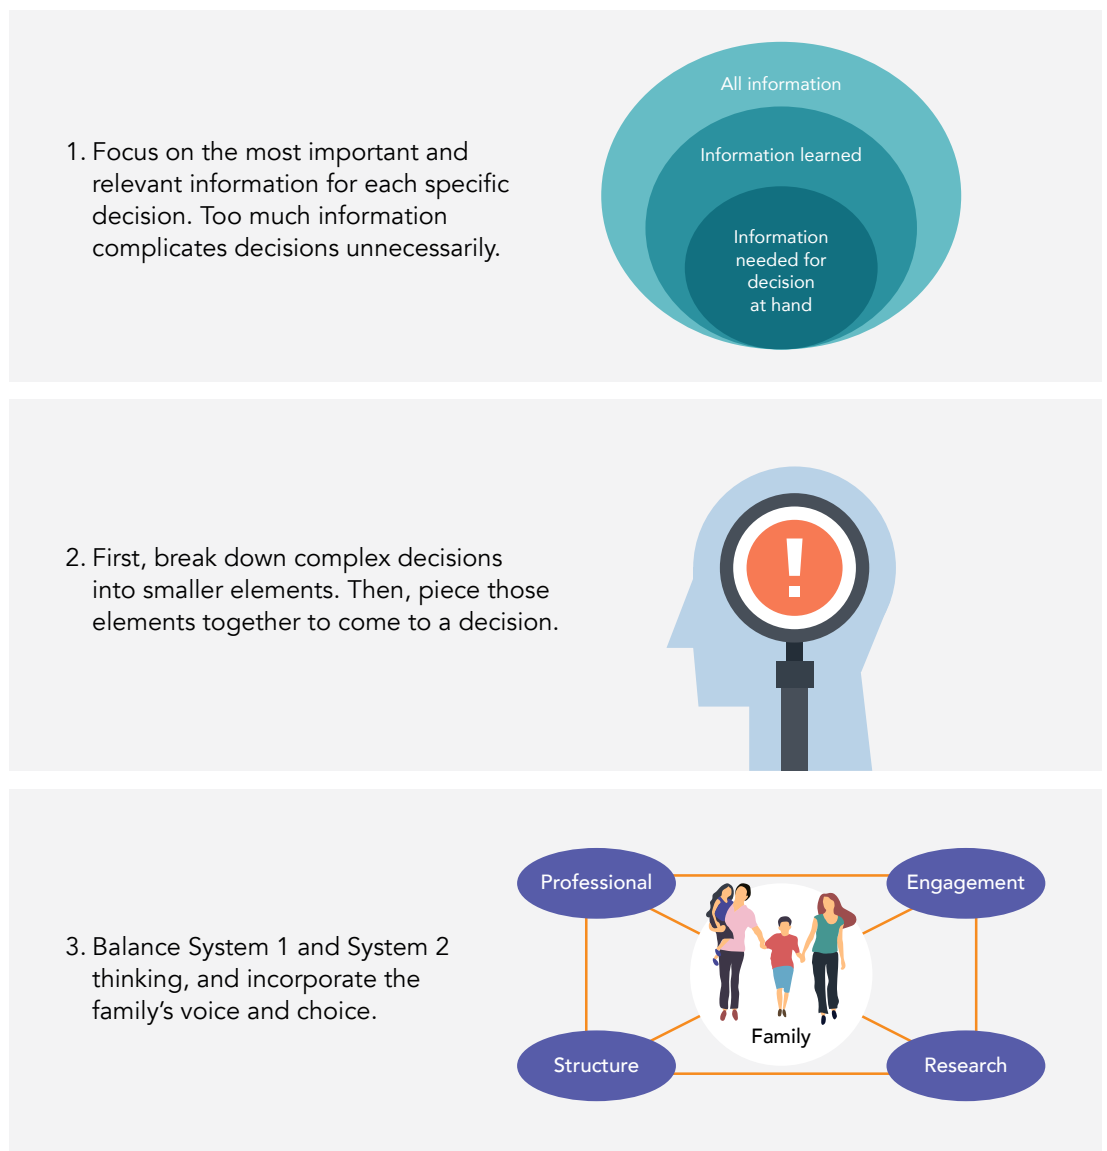 1. Focus on the most important and
relevant information for each specific
decision. Too much information
complicates decisions unnecessarily.
All information
Information learned
Information
needed for
decision
at hand
2. First, break down complex decisions
into smaller elements. Then, piece those
elements together to come to a decision.
!
3. Balance System 1 and System 2
thinking, and incorporate the
family’s voice and choice.
Professional
Engagement
Family
Structure
Research